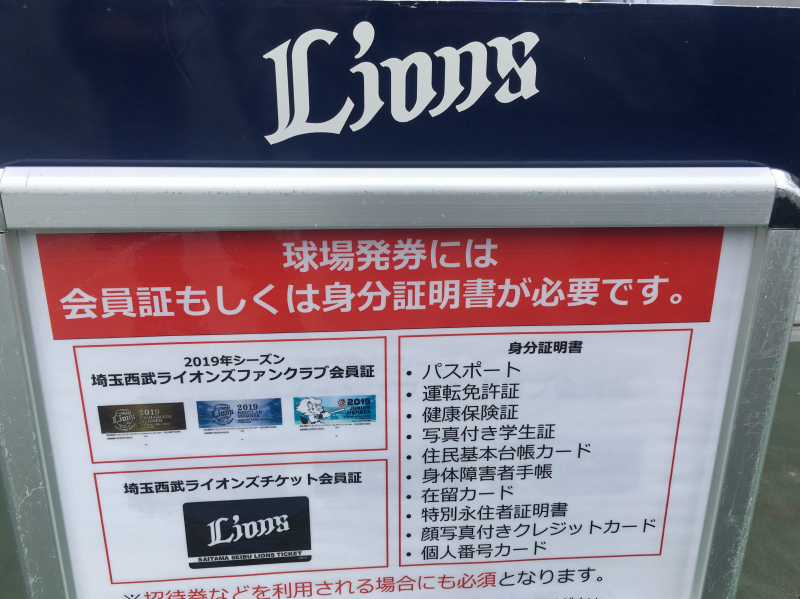 Lions
球場発券には
会員証もしくは身分証明書が必要です。
2019年シーズン
埼玉西武ライオンズファンクラブ会員証
2019
2019
2019
JUNIOR
MEMBER
埼玉西武ライオンズチケット会員証
Lions
SAITAMA SEIBU LIONS TICKET
身分証明書
・パスポート
・運転免許証
・健康保険証
・写真付き学生証
・住民基本台帳カード
・身体障害者手帳
・在留カード
・特別永住者証明書
・顔写真付きクレジットカード
・個人番号カード
※招待券などを利用される場合にも必須となります。